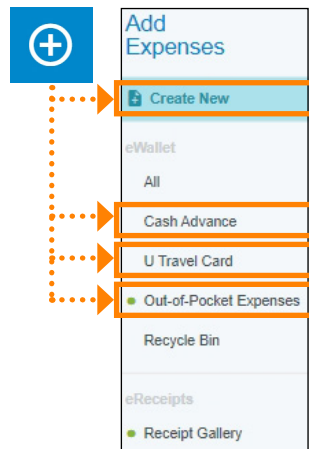 Add
Expenses
Create New
eWallet
All
Cash Advance
U Travel Card
Out-of-Pocket Expenses
Recycle Bin
eReceipts
Receipt Gallery